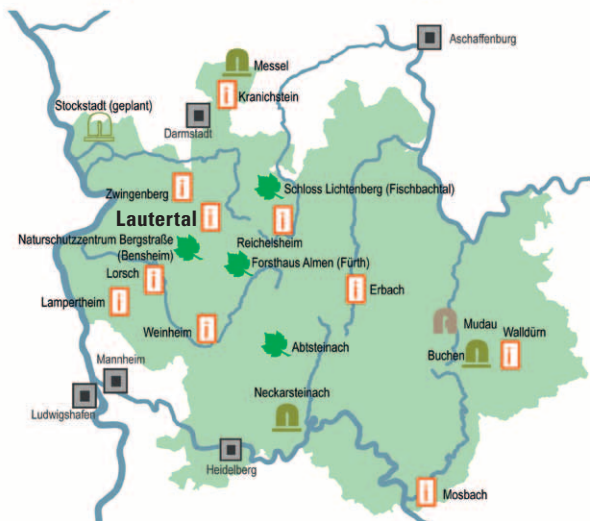 Aschaffenburg
Messel
Kranichstein
Stockstadt (geplant)
Darmstadt
Zwingenberg
Schloss Lichtenberg (Fischbachtal)
Lautertal
Reichelsheim
Naturschutzzentrum Bergstraße
(Bensheim)
Forsthaus Almen (Fürth)
Lorsch
Erbach
Lampertheim
Weinheim
Mudau
Walldürn
Buchen
Abtsteinach
Mannheim
Ludwigshafen
Neckarsteinach
Heidelberg
Mosbach